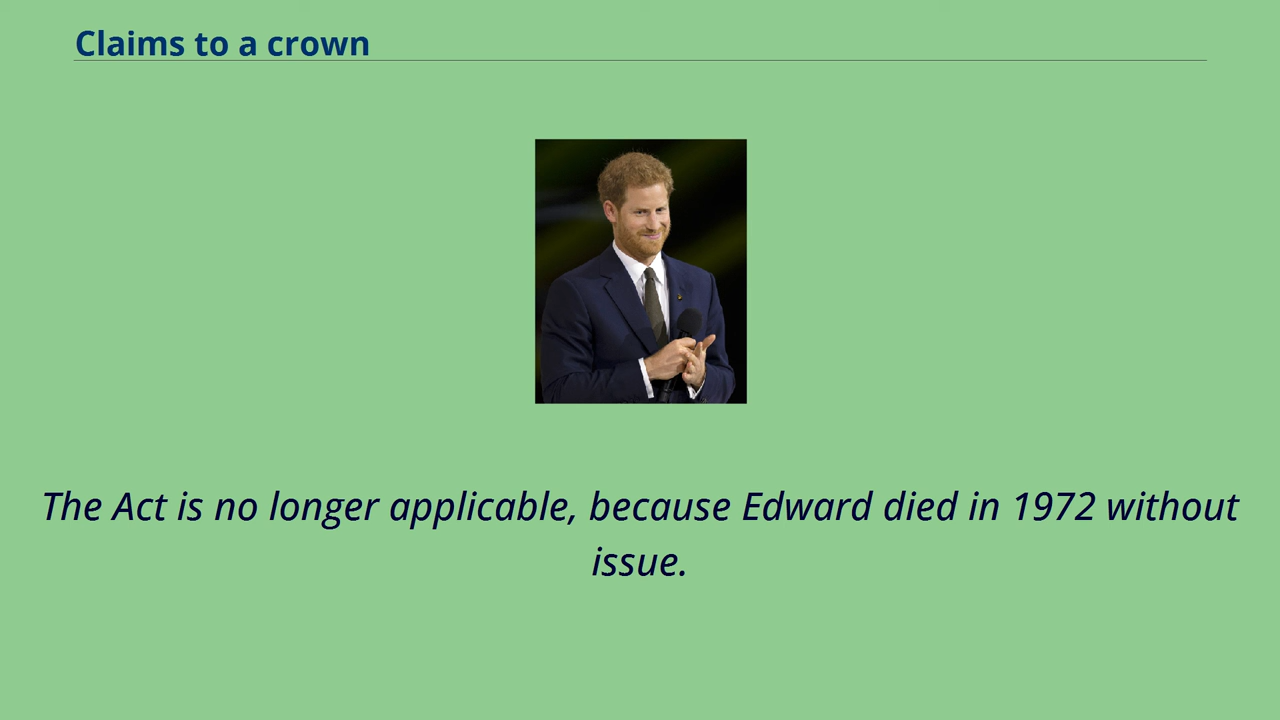 Claims to a crown
The Act is no longer applicable, because Edward died in 1972 without
issue.